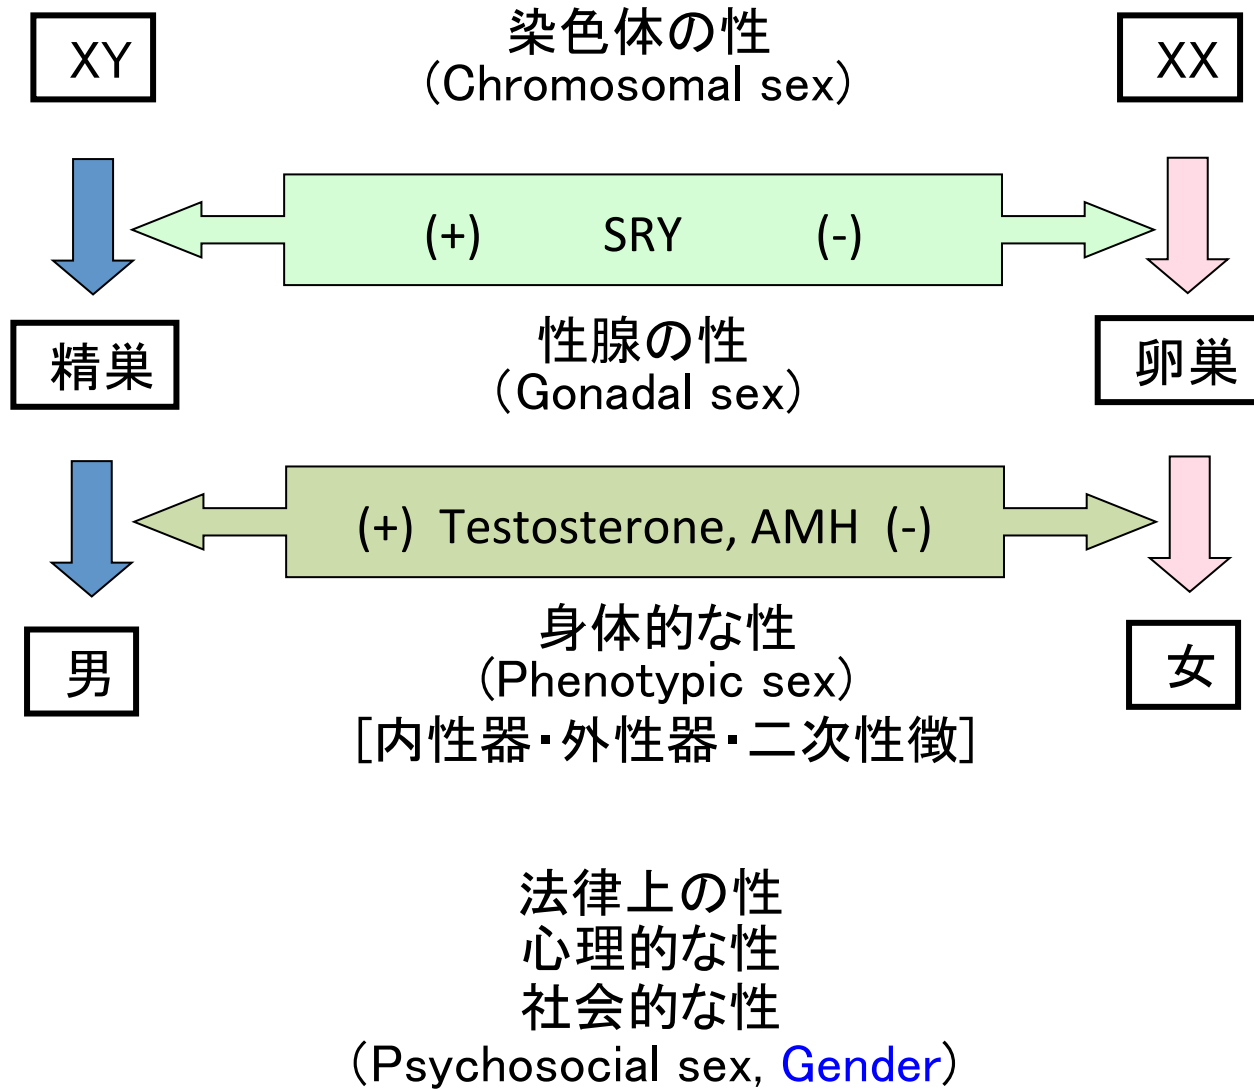 XY
染色体の性
XX
(Chromosomal sex)
(+) SRY (-)
精巣
性腺の性
卵巣
(Gonadal sex)
(+) Testosterone, AMH (-)
男
身体的な性
女
(Phenotypic sex)
[内性器・外性器・二次性徴]
法律上の性
心理的な性
社会的な性
(Psychosocial sex, Gender)